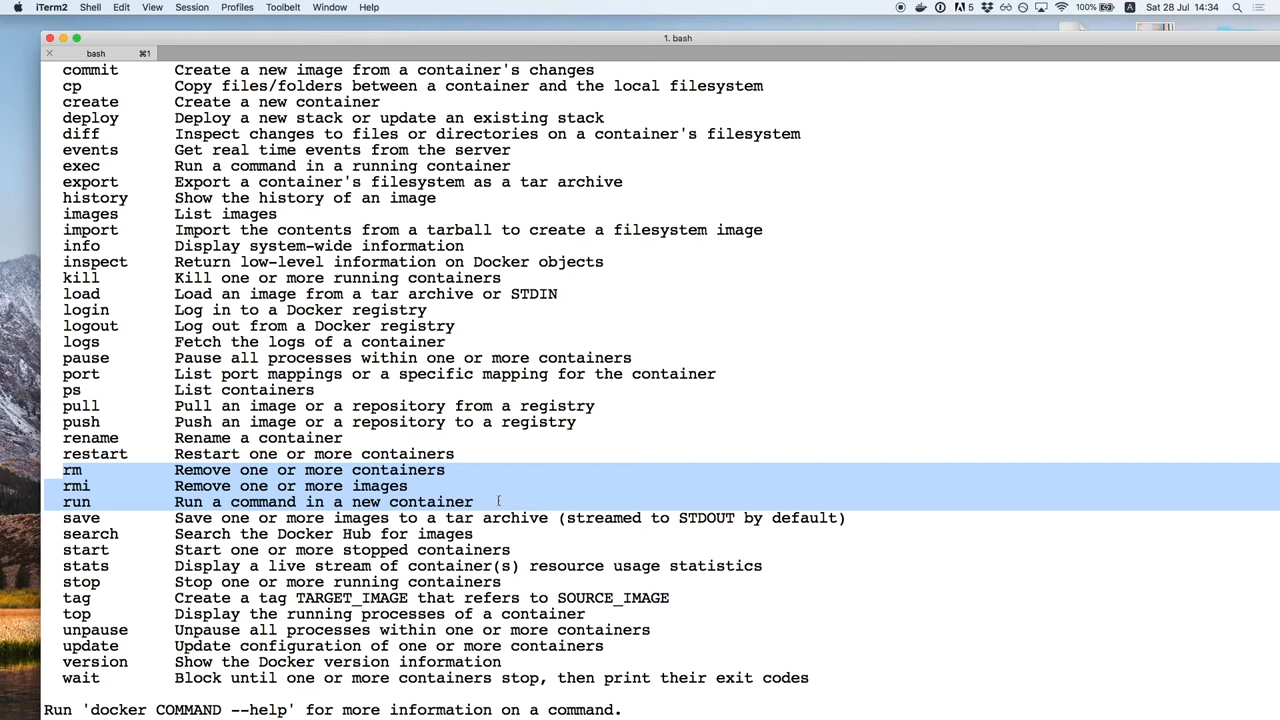 iTerm2 Shell Edit View Session Profiles Toolbelt Window Help 5 100% A Sat 28 Jul 14:34
1. bash
bash ⌘1
commit Create a new image from a container's changes
cp Copy files/folders between a container and the local filesystem
create Create a new container
deploy Deploy a new stack or update an existing stack
diff Inspect changes to files or directories on a container's filesystem
events Get real time events from the server
exec Run a command in a running container
export Export a container's filesystem as a tar archive
history Show the history of an image
images List images
import Import the contents from a tarball to create a filesystem image
info Display system-wide information
inspect Return low-level information on Docker objects
kill Kill one or more running containers
load Load an image from a tar archive or STDIN
login Log in to a Docker registry
logout Log out from a Docker registry
logs Fetch the logs of a container
pause Pause all processes within one or more containers
port List port mappings or a specific mapping for the container
ps List containers
pull Pull an image or a repository from a registry
push Push an image or a repository to a registry
rename Rename a container
restart Restart one or more containers
rm Remove one or more containers
rmi Remove one or more images
run Run a command in a new container
save Save one or more images to a tar archive (streamed to STDOUT by default)
search Search the Docker Hub for images
start Start one or more stopped containers
stats Display a live stream of container(s) resource usage statistics
stop Stop one or more running containers
tag Create a tag TARGET_IMAGE that refers to SOURCE_IMAGE
top Display the running processes of a container
unpause Unpause all processes within one or more containers
update Update configuration of one or more containers
version Show the Docker version information
wait Block until one or more containers stop, then print their exit codes
Run 'docker COMMAND --help' for more information on a command.